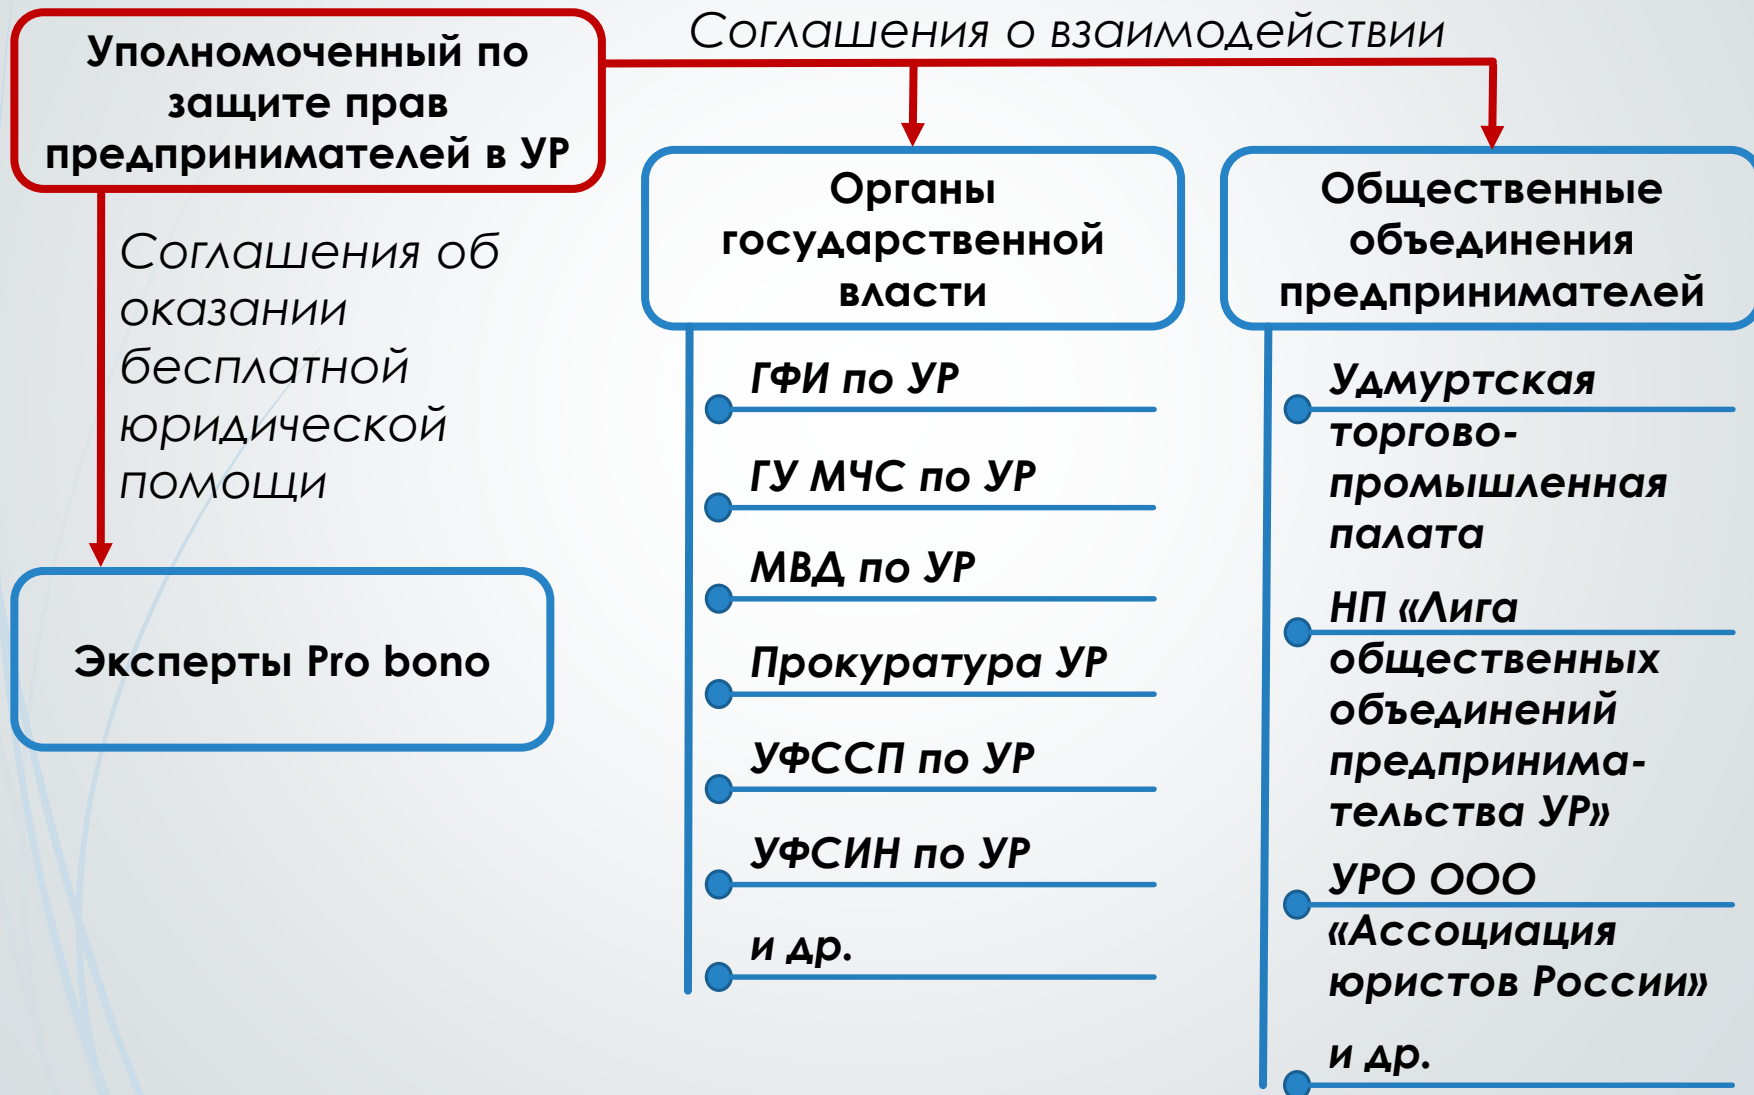 Уполномоченный по
защите прав
предпринимателей в УР
Соглашения о взаимодействии
Соглашения об
оказании
бесплатной
юридической
помощи
Эксперты Pro bono
Органы
государственной
власти
ГФИ по УР
ГУ МЧС по УР
МВД по УР
Прокуратура УР
УФССП по УР
УФСИН по УР
и др.
Общественные
объединения
предпринимателей
Удмуртская
торгово-
промышленная
палата
НП «Лига
общественных
объединений
предпринима-
тельства УР»
УРО ООО
«Ассоциация
юристов России»
и др.